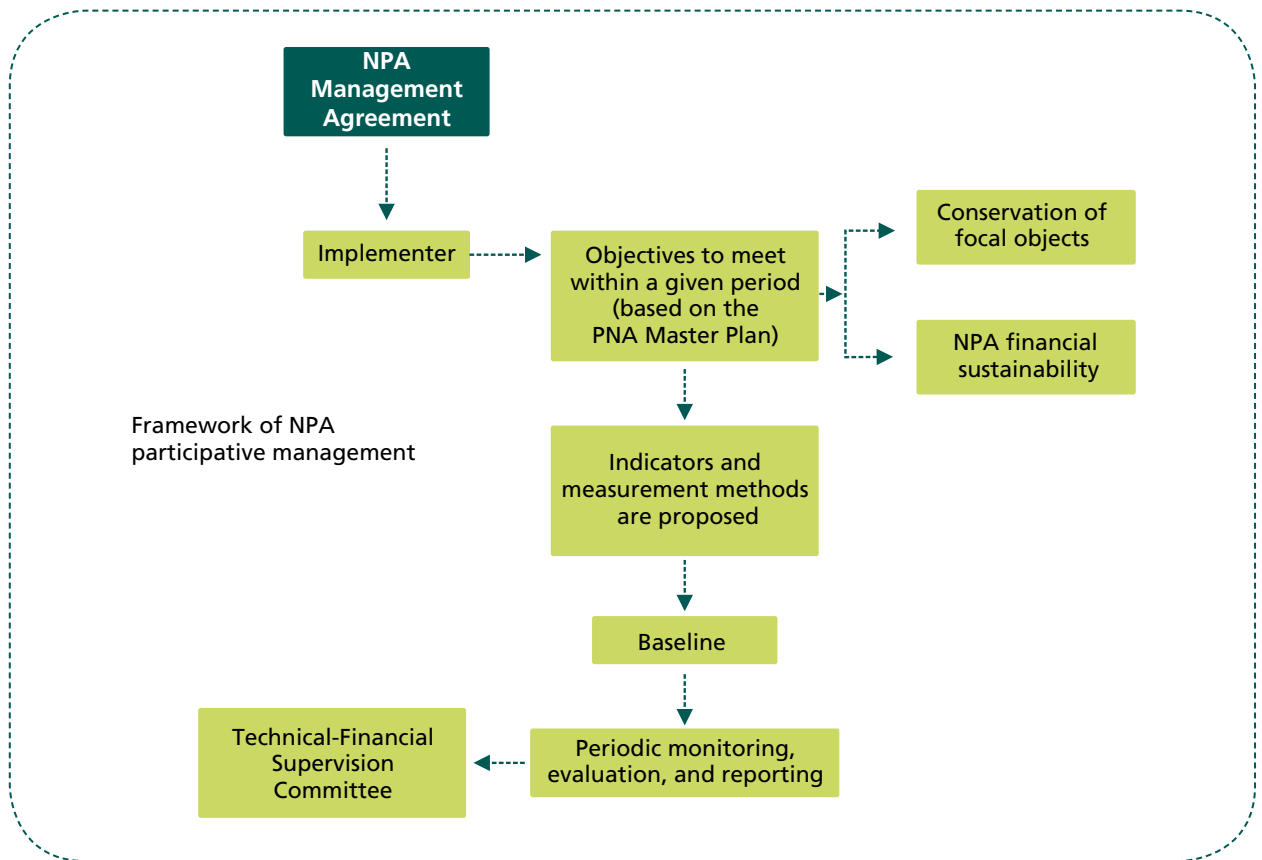 NPA
Management
Agreement
Implementer
Objectives to meet
within a given period
(based on the
PNA Master Plan)
Conservation of
focal objects
NPA financial
sustainability
Framework of NPA
participative management
Indicators and
measurement methods
are proposed
Baseline
Technical-Financial
Supervision
Committee
Periodic monitoring,
evaluation, and reporting